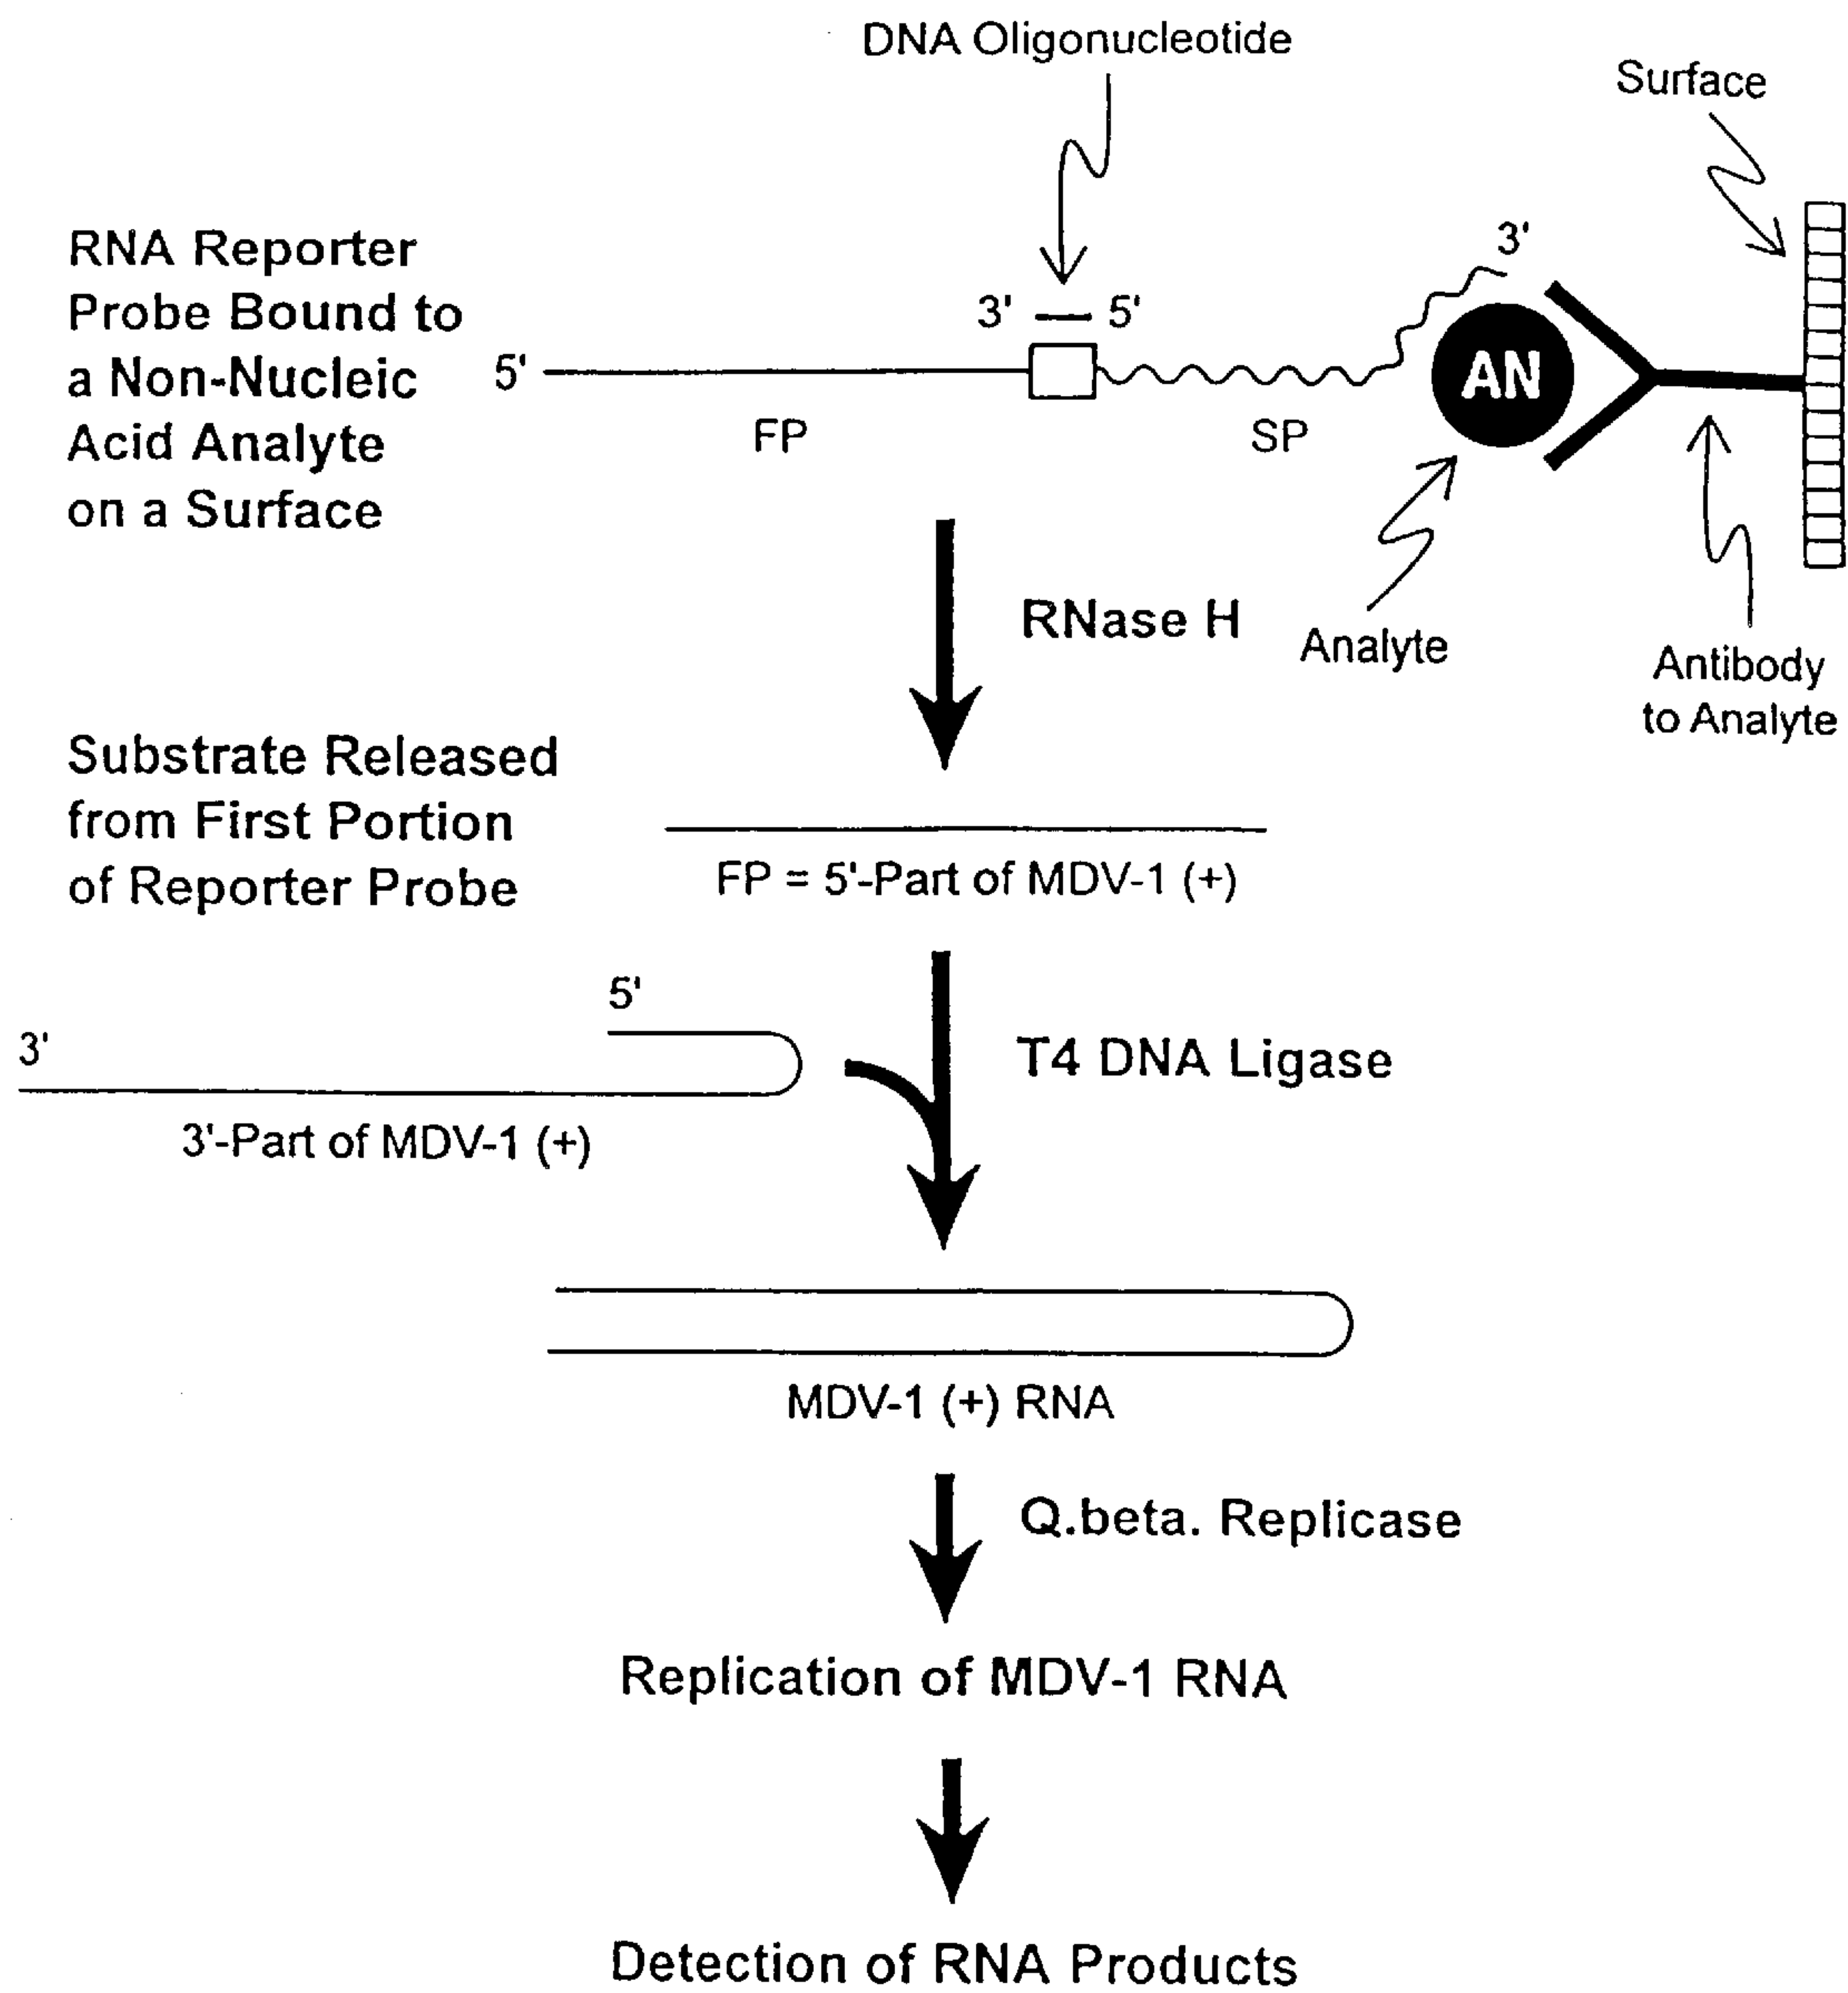 DNA Oligonucleotide
Surface
RNA Reporter
Probe Bound to
a Non-Nucleic
Acid Analyte
on a Surface
3'
3'
5'
5'
AN
FP
SP
RNase H
Analyte
Antibody
to Analyte
Substrate Released
from First Portion
of Reporter Probe
FP = 5'-Part of MDV-1 (+)
5'
3'
T4 DNA Ligase
3'-Part of MDV-1 (+)
MDV-1 (+) RNA
Q.beta. Replicase
Replication of MDV-1 RNA
Detection of RNA Products